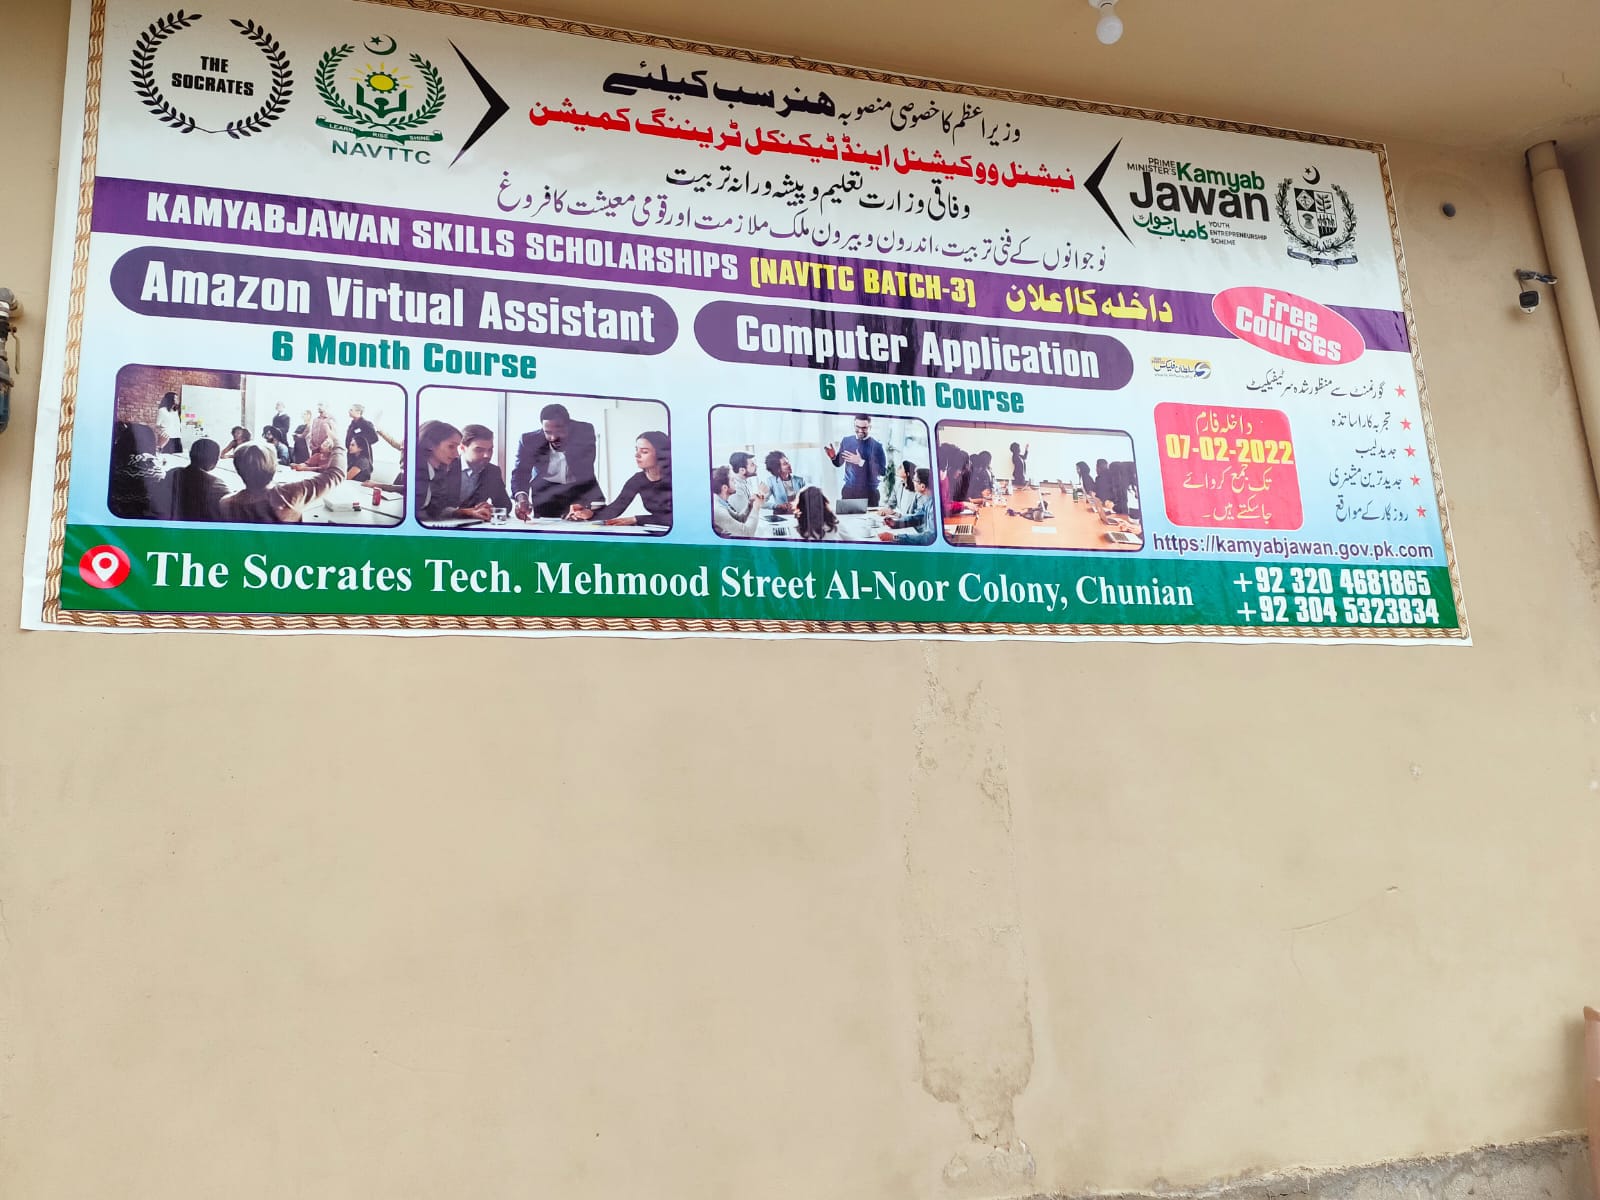 THE
SOCRATES
LEARN RISE SHINE
NAVTTC
وزیراعظم کا خصوصی منصوبہ ھنر سب کیلئے
نیشنل ووکیشنل اینڈ ٹیکنکل ٹریننگ کمیشن
وفاقی وزارت تعلیم و پیشہ ورانہ تربیت
نوجوانوں کے فنی تربیت، اندرون و بیرون ملک ملازمت اور قومی معیشت کا فروغ
PRIME
MINISTER'S Kamyab
Jawan
کامیاب جوان
YOUTH
ENTREPRENEURSHIP
SCHEME
KAMYABJAWAN SKILLS SCHOLARSHIPS (NAVTTC BATCH-3) داخلہ کا اعلان
Free
Courses
Amazon Virtual Assistant
6 Month Course
Computer Application
6 Month Course
سلطان فلیکس
گورنمنٹ سے منظور شدہ سرٹیفیکیٹ
تجربہ کار اساتذہ
جدید لیب
جدید ترین مشینری
روزگار کے مواقع
داخلہ فارم
07-02-2022
تک جمع کروائے
جا سکتے ہیں۔
https://kamyabjawan.gov.pk.com
The Socrates Tech. Mehmood Street Al-Noor Colony, Chunian
+92 320 4681865
+92 304 5323834